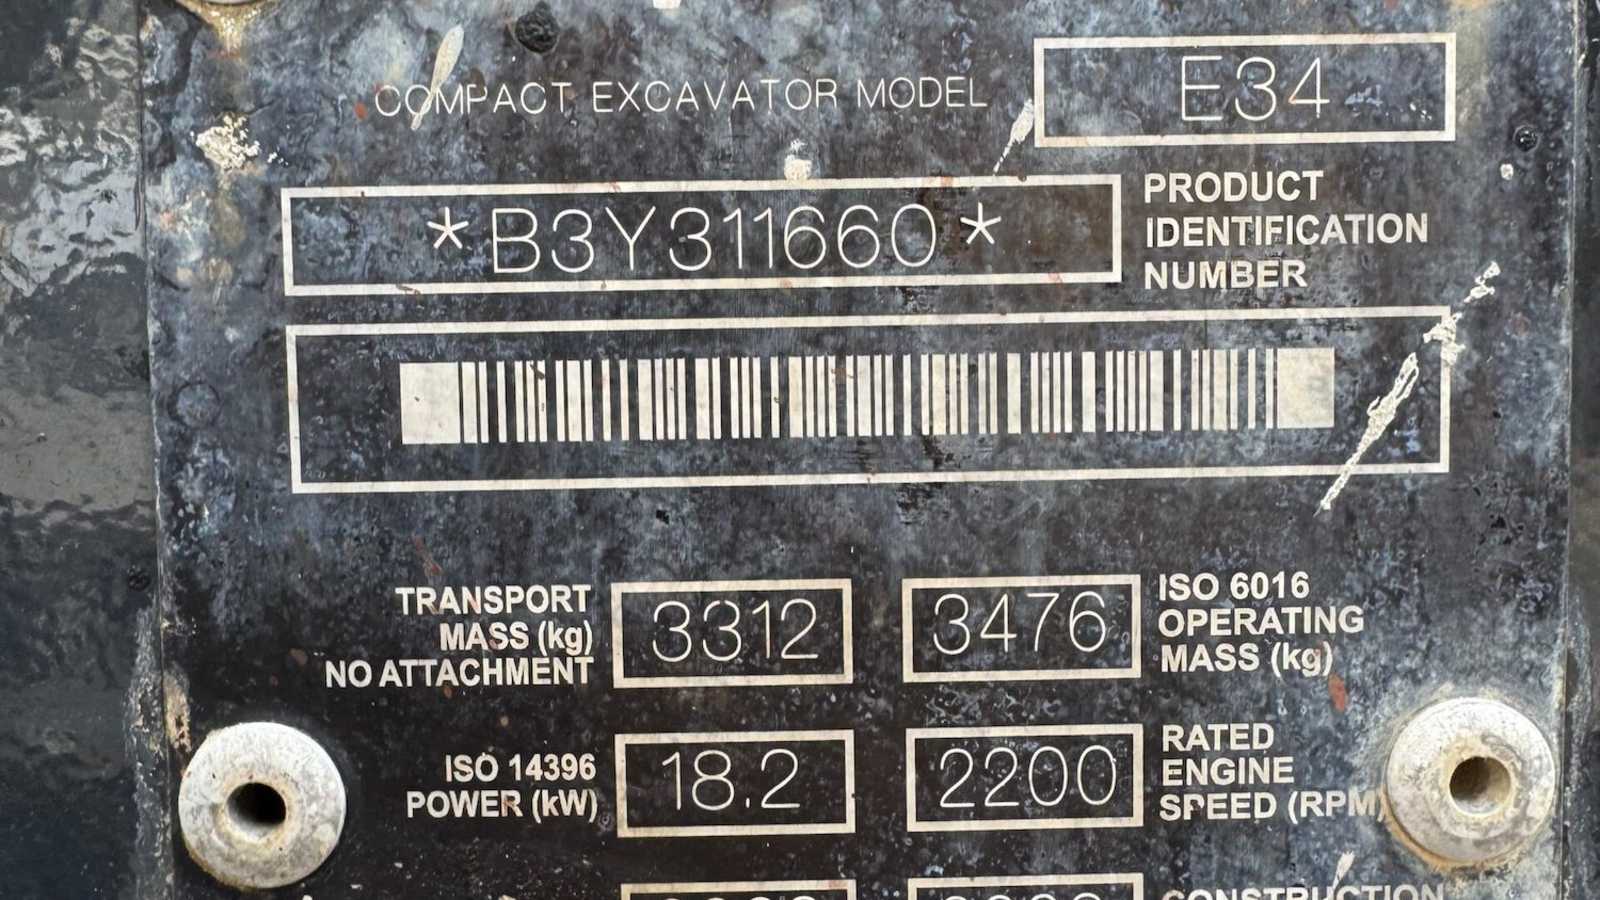 COMPACT EXCAVATOR MODEL E34
*B3Y311660*
PRODUCT
IDENTIFICATION
NUMBER
TRANSPORT
MASS (kg)
NO ATTACHMENT
3312
3476
ISO 6016
OPERATING
MASS (kg)
ISO 14396
POWER (kW)
18.2
2200
RATED
ENGINE
SPEED (RPM)
CONSTRUCTION